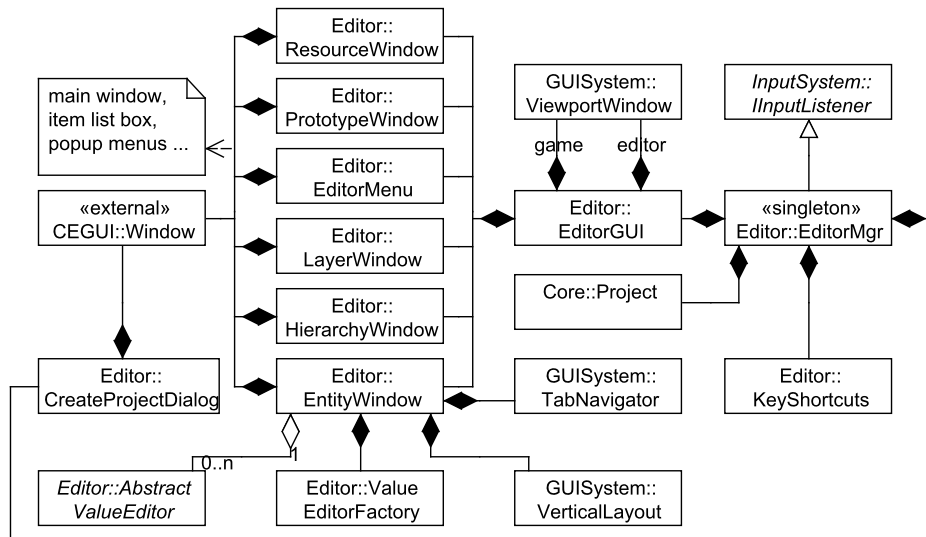 Editor::
ResourceWindow
main window,
item list box,
popup menus ...
Editor::
PrototypeWindow
GUISystem::
ViewportWindow
InputSystem::
IInputListener
game
editor
Editor::
EditorMenu
«external»
CEGUI::Window
Editor::
EditorGUI
«singleton»
Editor::EditorMgr
Editor::
LayerWindow
Core::Project
Editor::
HierarchyWindow
Editor::
CreateProjectDialog
Editor::
EntityWindow
GUISystem::
TabNavigator
Editor::
KeyShortcuts
0..n
1
Editor::Abstract
ValueEditor
Editor::Value
EditorFactory
GUISystem::
VerticalLayout